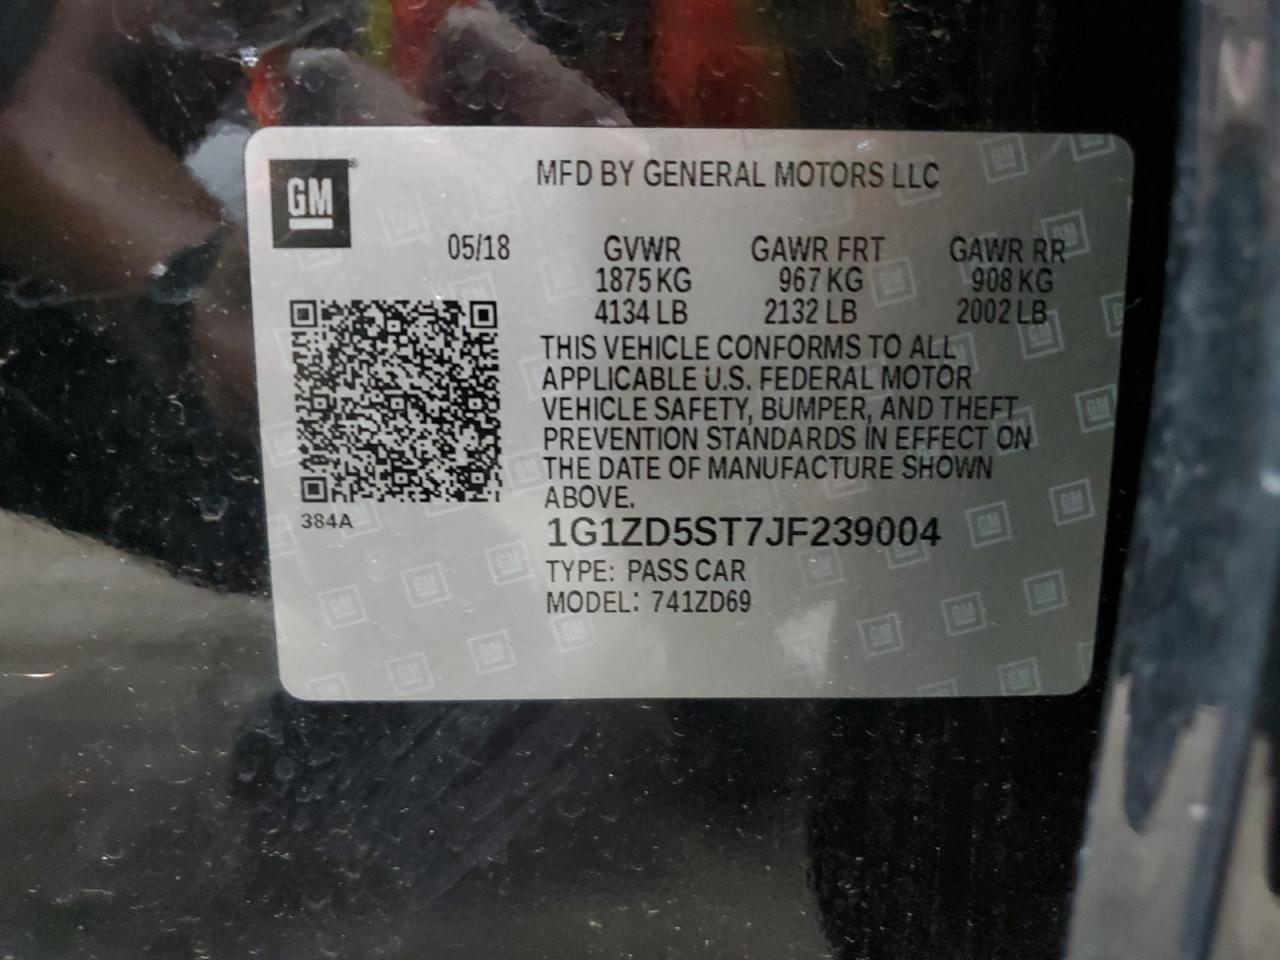 GM
MFD BY GENERAL MOTORS LLC
05/18 GVWR GAWR FRT GAWR RR
1875 KG 967 KG 908 KG
4134 LB 2132 LB 2002 LB
THIS VEHICLE CONFORMS TO ALL
APPLICABLE U.S. FEDERAL MOTOR
VEHICLE SAFETY, BUMPER, AND THEFT
PREVENTION STANDARDS IN EFFECT ON
THE DATE OF MANUFACTURE SHOWN
ABOVE.
384A
1G1ZD5ST7JF239004
TYPE: PASS CAR
MODEL: 741ZD69